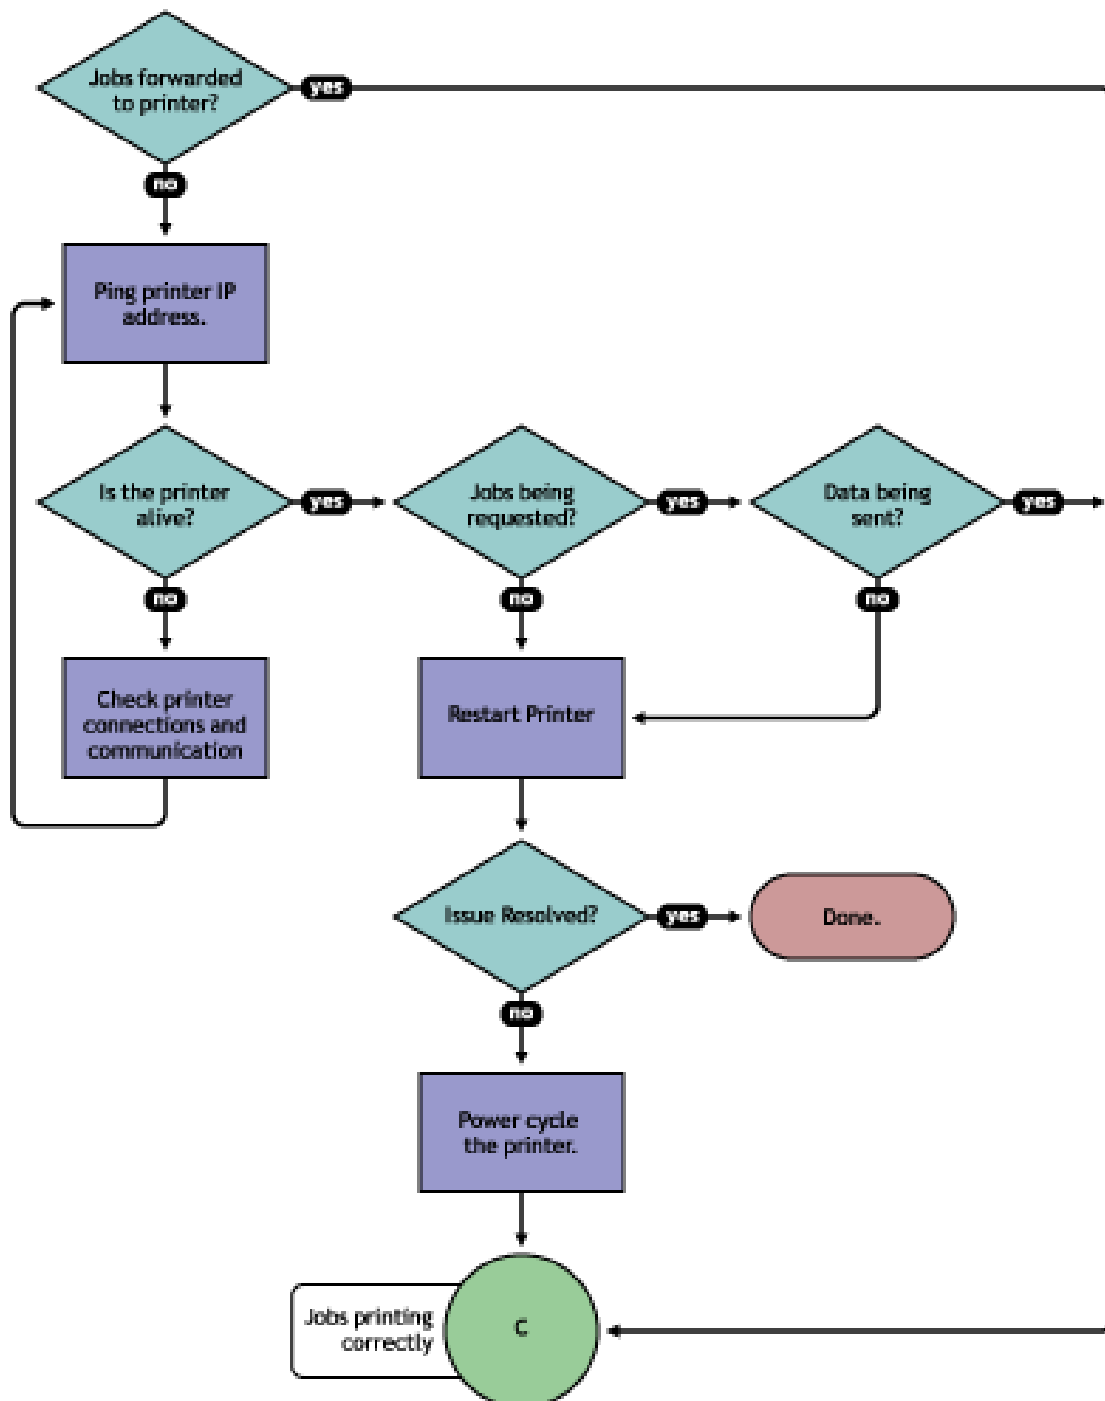 Jobs forwarded
to printer?
yes
no
Ping printer IP
address.
Is the printer
alive?
yes
Jobs being
requested?
yes
Data being
sent?
yes
no
no
no
Check printer
connections and
communication
Restart Printer
Issue Resolved?
yes
Done.
no
Power cycle
the printer.
Jobs printing
correctly
C